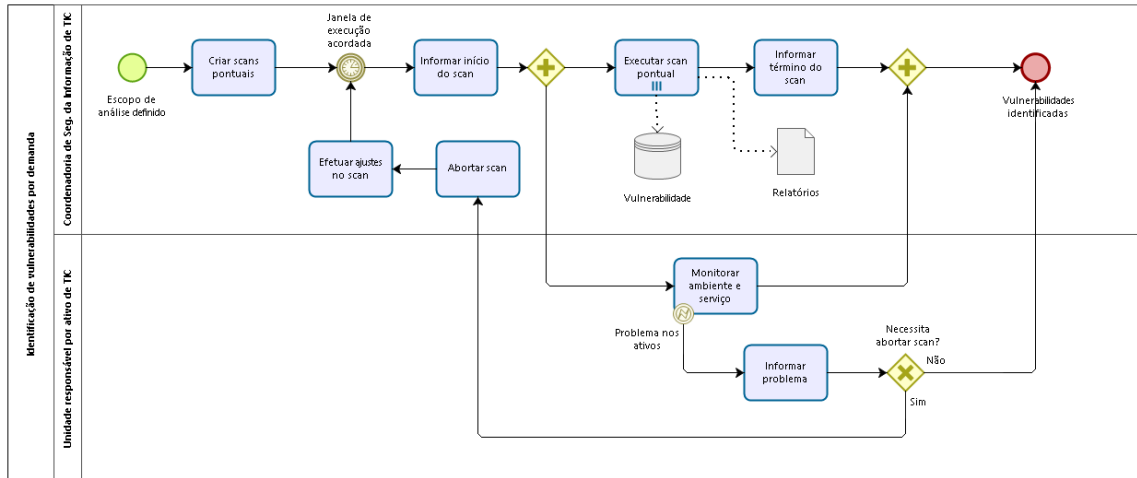 Identificação de vulnerabilidades por demanda
Coordenadoria de Seg. da Informação de TIC
Unidade responsável por ativo de TIC
Escopo de
análise definido
Criar scans
pontuais
Janela de
execução
acordada
Informar início
do scan
Executar scan
pontual
Informar
término do
scan
Vulnerabilidades
identificadas
Efetuar ajustes
no scan
Abortar scan
Vulnerabilidade
Relatórios
Monitorar
ambiente e
serviço
Problema nos
ativos
Informar
problema
Necessita
abortar scan?
Não
Sim